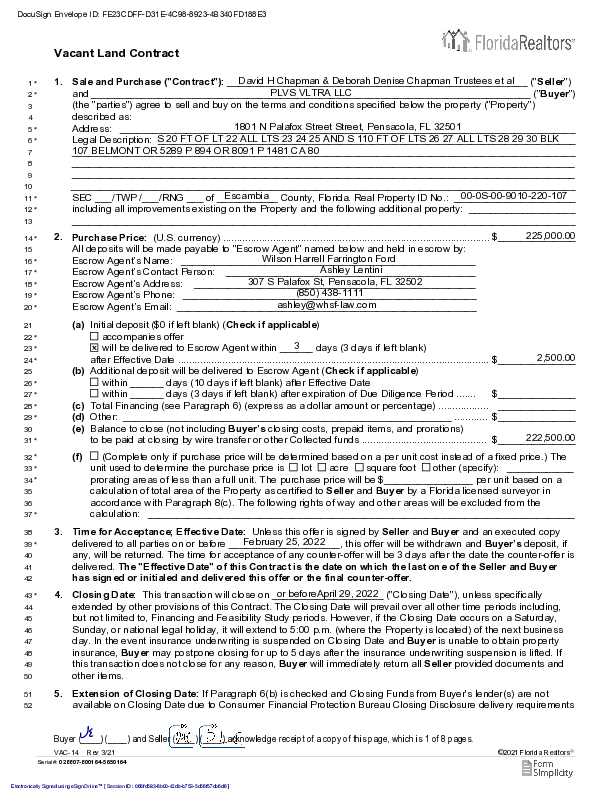 DocuSign Envelope ID: FE23CDFF-D31E-4C98-8923-4B340FD188E3
FloridaRealtors®
Vacant Land Contract
1* 1. Sale and Purchase ("Contract"): David H Chapman & Deborah Denise Chapman Trustees et al ("Seller")
2* and PLVS VLTRA LLC ("Buyer")
3 (the "parties") agree to sell and buy on the terms and conditions specified below the property ("Property")
4 described as:
5* Address: 1801 N Palafox Street Street, Pensacola, FL 32501
6* Legal Description: S 20 FT OF LT 22 ALL LTS 23 24 25 AND S 110 FT OF LTS 26 27 ALL LTS 28 29 30 BLK
7 107 BELMONT OR 5289 P 894 OR 8091 P 1481 CA 80
8
9
10
11* SEC ___/TWP /___/RNG ___ of Escambia County, Florida. Real Property ID No.: 00-0S-00-9010-220-107
12* including all improvements existing on the Property and the following additional property:
13
14* 2. Purchase Price: (U.S. currency) ........ $ 225,000.00
15 All deposits will be made payable to "Escrow Agent" named below and held in escrow by:
16* Escrow Agent's Name: Wilson Harrell Farrington Ford
17* Escrow Agent's Contact Person: Ashley Lentini
18* Escrow Agent's Address: 307 S Palafox St, Pensacola, FL 32502
19* Escrow Agent's Phone: (850) 438-1111
20* Escrow Agent's Email: ashley@whsf-law.com
21 (a) Initial deposit ($0 if left blank) (Check if applicable)
22* ☐ accompanies offer
23* ☒ will be delivered to Escrow Agent within 3 days (3 days if left blank)
24* after Effective Date ........ $ 2,500.00
25 (b) Additional deposit will be delivered to Escrow Agent (Check if applicable)
26* ☐ within ______ days (10 days if left blank) after Effective Date
27* ☐ within ______ days (3 days if left blank) after expiration of Due Diligence Period ....... $
28* (c) Total Financing (see Paragraph 6) (express as a dollar amount or percentage) ........ $
29* (d) Other: ________ $
30 (e) Balance to close (not including Buyer's closing costs, prepaid items, and prorations)
31* to be paid at closing by wire transfer or other Collected funds ........ $ 222,500.00
32* (f) ☐ (Complete only if purchase price will be determined based on a per unit cost instead of a fixed price.) The
33* unit used to determine the purchase price is ☐ lot ☐ acre ☐ square foot ☐ other (specify): ________
34* prorating areas of less than a full unit. The purchase price will be $________ per unit based on a
35 calculation of total area of the Property as certified to Seller and Buyer by a Florida licensed surveyor in
36 accordance with Paragraph 8(c). The following rights of way and other areas will be excluded from the
37* calculation:
38 3. Time for Acceptance; Effective Date: Unless this offer is signed by Seller and Buyer and an executed copy
39* delivered to all parties on or before February 25, 2022, this offer will be withdrawn and Buyer's deposit, if
40 any, will be returned. The time for acceptance of any counter-offer will be 3 days after the date the counter-offer is
41 delivered. The "Effective Date" of this Contract is the date on which the last one of the Seller and Buyer
42 has signed or initialed and delivered this offer or the final counter-offer.
43* 4. Closing Date: This transaction will close on or beforeApril 29, 2022 ("Closing Date"), unless specifically
44 extended by other provisions of this Contract. The Closing Date will prevail over all other time periods including,
45 but not limited to, Financing and Feasibility Study periods. However, if the Closing Date occurs on a Saturday,
46 Sunday, or national legal holiday, it will extend to 5:00 p.m. (where the Property is located) of the next business
47 day. In the event insurance underwriting is suspended on Closing Date and Buyer is unable to obtain property
48 insurance, Buyer may postpone closing for up to 5 days after the insurance underwriting suspension is lifted. If
49 this transaction does not close for any reason, Buyer will immediately return all Seller provided documents and
50 other items.
51 5. Extension of Closing Date: If Paragraph 6(b) is checked and Closing Funds from Buyer's lender(s) are not
52 available on Closing Date due to Consumer Financial Protection Bureau Closing Disclosure delivery requirements
Buyer (____) (____) and Seller (____) (____) acknowledge receipt of a copy of this page, which is 1 of 8 pages.
VAC-14 Rev 3/21 ©2021 Florida Realtors®
Serial#: 028607-800164-5650164
Form Simplicity